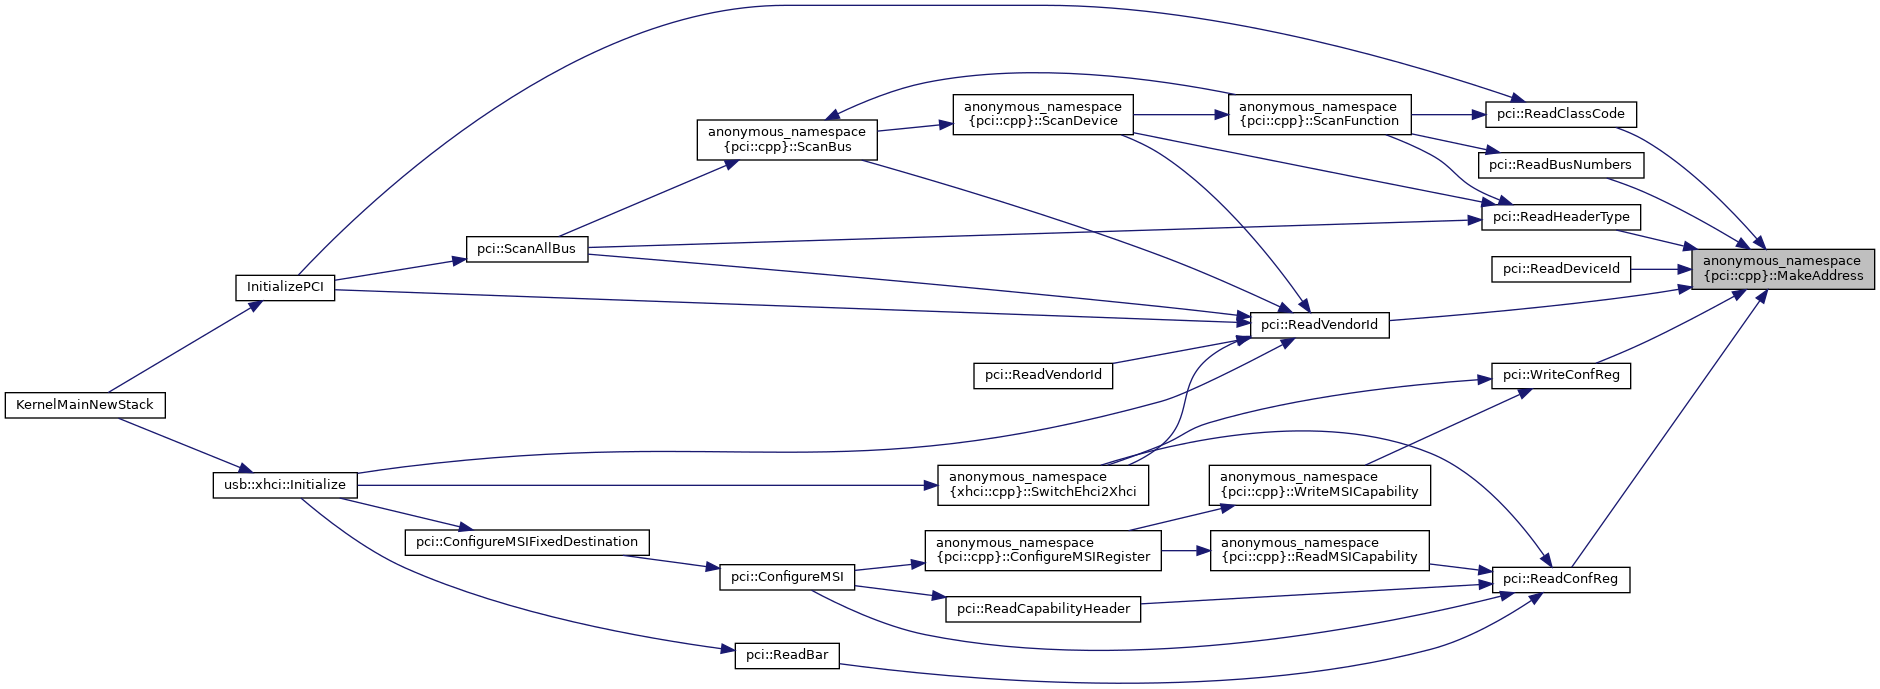 anonymous_namespace
{pci::cpp}::ScanBus
anonymous_namespace
{pci::cpp}::ScanDevice
anonymous_namespace
{pci::cpp}::ScanFunction
pci::ReadClassCode
pci::ReadBusNumbers
pci::ReadHeaderType
pci::ScanAllBus
anonymous_namespace
{pci::cpp}::MakeAddress
pci::ReadDeviceId
InitializePCI
pci::ReadVendorId
pci::ReadVendorId
pci::WriteConfReg
KernelMainNewStack
usb::xhci::Initialize
anonymous_namespace
{xhci::cpp}::SwitchEhci2Xhci
anonymous_namespace
{pci::cpp}::WriteMSICapability
pci::ConfigureMSIFixedDestination
anonymous_namespace
{pci::cpp}::ConfigureMSIRegister
anonymous_namespace
{pci::cpp}::ReadMSICapability
pci::ConfigureMSI
pci::ReadConfReg
pci::ReadCapabilityHeader
pci::ReadBar